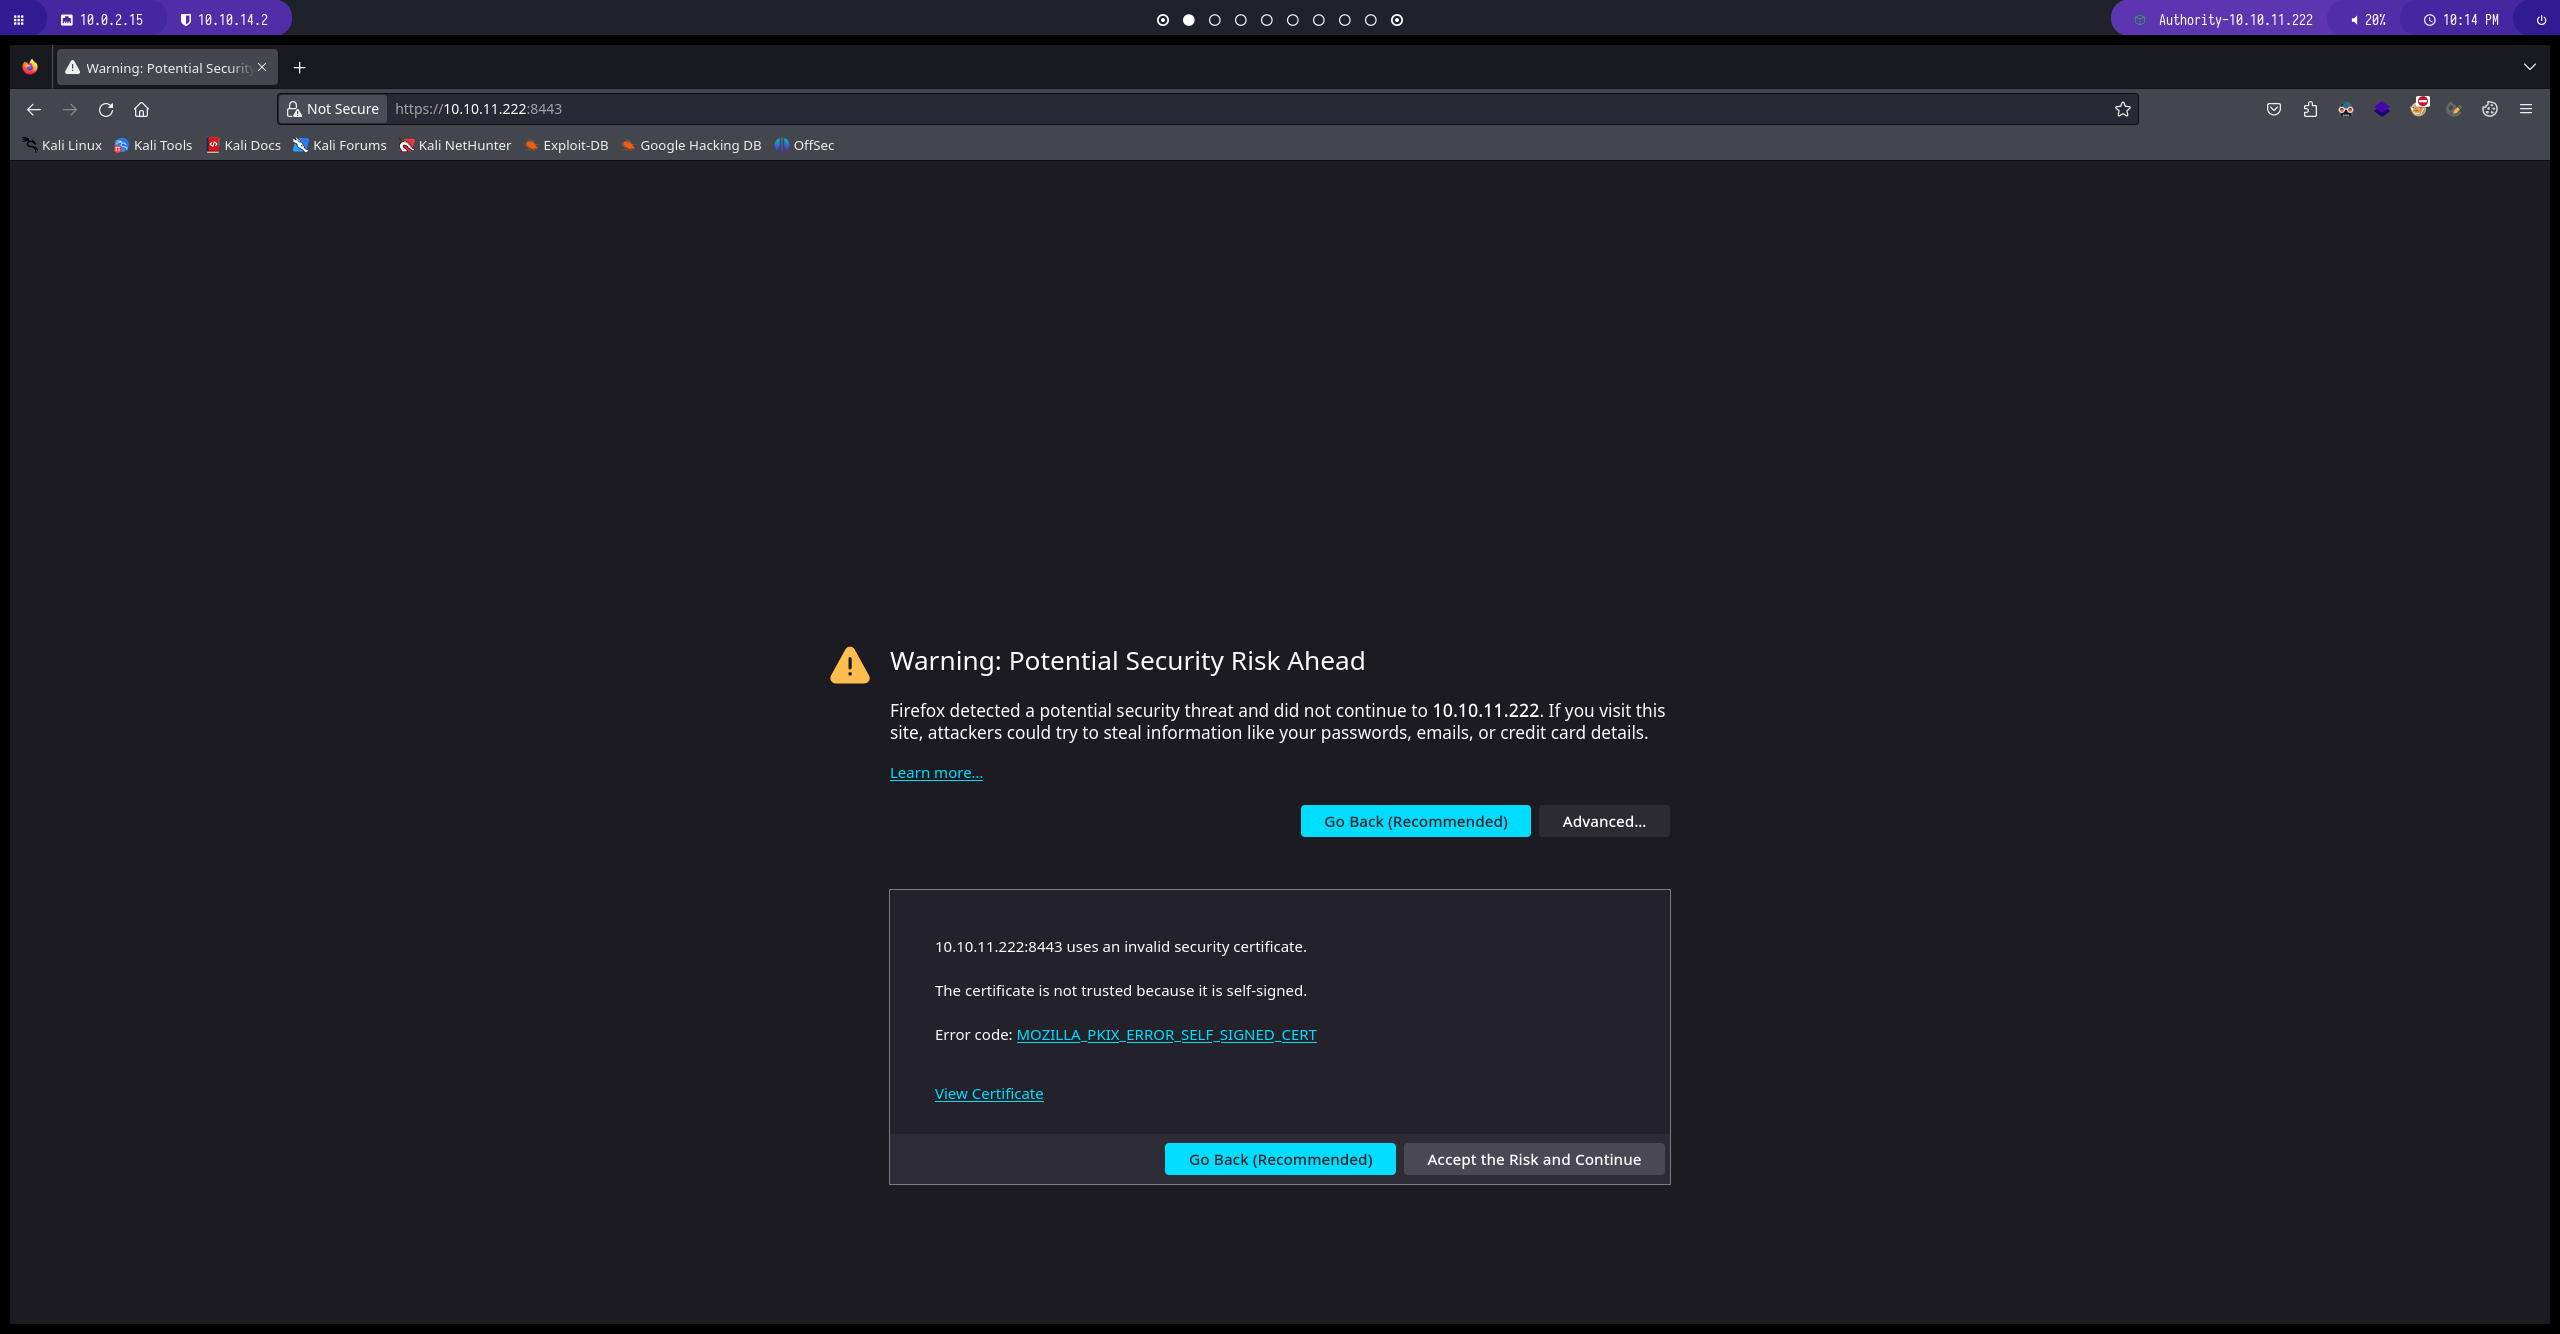 10.0.2.15 10.10.14.2 Authority-10.10.11.222 20% 10:14 PM
Warning: Potential Securit
Not Secure https://10.10.11.222:8443
Kali Linux Kali Tools Kali Docs Kali Forums Kali NetHunter Exploit-DB Google Hacking DB OffSec
Warning: Potential Security Risk Ahead
Firefox detected a potential security threat and did not continue to 10.10.11.222. If you visit this
site, attackers could try to steal information like your passwords, emails, or credit card details.
Learn more…
Go Back (Recommended) Advanced…
10.10.11.222:8443 uses an invalid security certificate.
The certificate is not trusted because it is self-signed.
Error code: MOZILLA_PKIX_ERROR_SELF_SIGNED_CERT
View Certificate
Go Back (Recommended) Accept the Risk and Continue